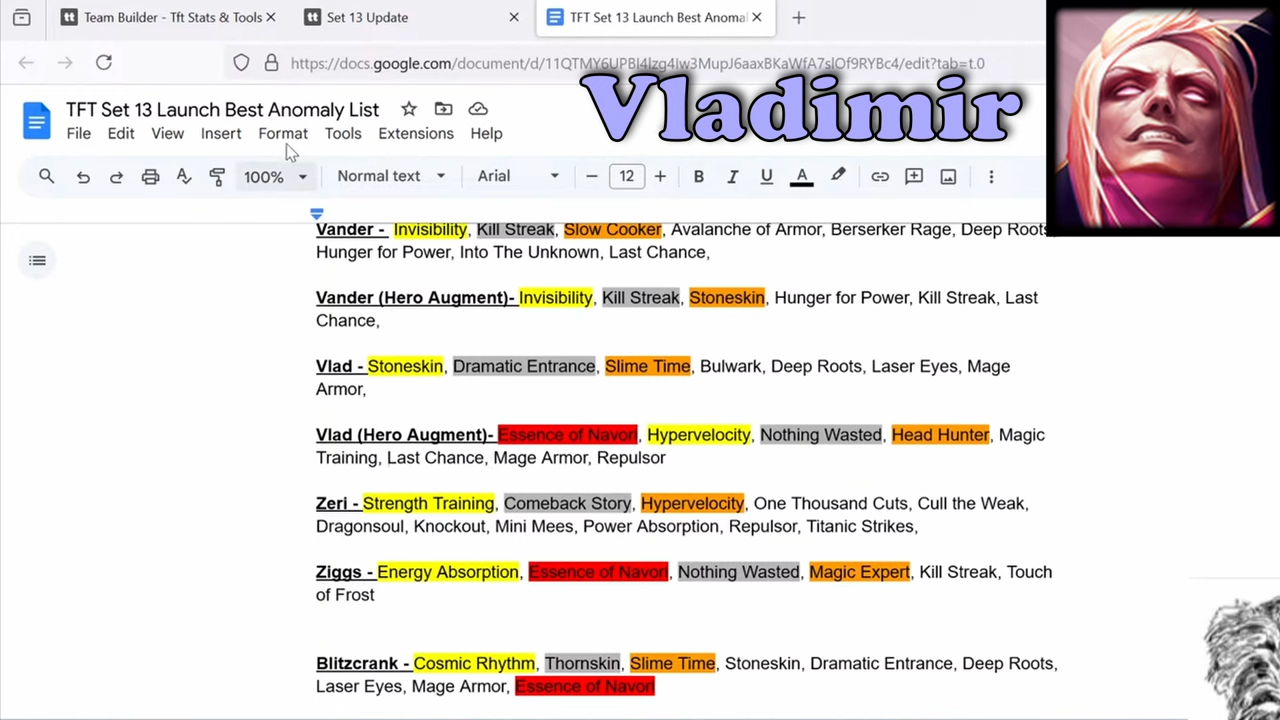 Team Builder - Tft Stats & Tools
Set 13 Update
TFT Set 13 Launch Best Anomal
https://docs.google.com/document/d/11QTMY6UPBI4lzg4Iw3MupJ6aaxBKaWfA7slOf9RYBc4/edit?tab=t.0
TFT Set 13 Launch Best Anomaly List
File Edit View Insert Format Tools Extensions Help
Vladimir
100% Normal text Arial 12 B I U A
Vander - Invisibility, Kill Streak, Slow Cooker, Avalanche of Armor, Berserker Rage, Deep Roots,
Hunger for Power, Into The Unknown, Last Chance,
Vander (Hero Augment)- Invisibility, Kill Streak, Stoneskin, Hunger for Power, Kill Streak, Last
Chance,
Vlad - Stoneskin, Dramatic Entrance, Slime Time, Bulwark, Deep Roots, Laser Eyes, Mage
Armor,
Vlad (Hero Augment)- Essence of Navori, Hypervelocity, Nothing Wasted, Head Hunter, Magic
Training, Last Chance, Mage Armor, Repulsor
Zeri - Strength Training, Comeback Story, Hypervelocity, One Thousand Cuts, Cull the Weak,
Dragonsoul, Knockout, Mini Mees, Power Absorption, Repulsor, Titanic Strikes,
Ziggs - Energy Absorption, Essence of Navori, Nothing Wasted, Magic Expert, Kill Streak, Touch
of Frost
Blitzcrank - Cosmic Rhythm, Thornskin, Slime Time, Stoneskin, Dramatic Entrance, Deep Roots,
Laser Eyes, Mage Armor, Essence of Navori